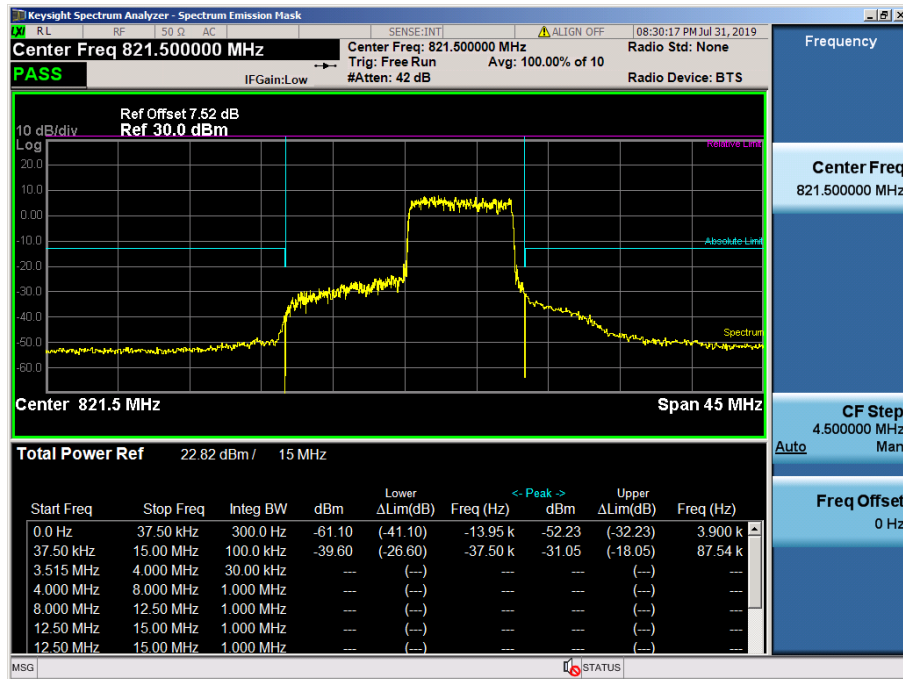 Keysight Spectrum Analyzer - Spectrum Emission Mask
LXI RL RF 50 Ω AC SENSE:INT ALIGN OFF 08:30:17 PM Jul 31, 2019
Center Freq 821.500000 MHz
Center Freq: 821.500000 MHz
Radio Std: None
Trig: Free Run Avg: 100.00% of 10
PASS
IFGain:Low
#Atten: 42 dB
Radio Device: BTS
Frequency
Ref Offset 7.52 dB
10 dB/div Ref 30.0 dBm
Log
Relative Limit
20.0
10.0
0.00
-10.0
Absolute Limit
-20.0
-30.0
-40.0
-50.0
Spectrum
-60.0
Center 821.5 MHz Span 45 MHz
Center Freq
821.500000 MHz
CF Step
4.500000 MHz
Auto Man
Freq Offset
0 Hz
Total Power Ref 22.82 dBm / 15 MHz
Lower <- Peak -> Upper
Start Freq Stop Freq Integ BW dBm ΔLim(dB) Freq (Hz) dBm ΔLim(dB) Freq (Hz)
0.0 Hz 37.50 kHz 300.0 Hz -61.10 (-41.10) -13.95 k -52.23 (-32.23) 3.900 k
37.50 kHz 15.00 MHz 100.0 kHz -39.60 (-26.60) -37.50 k -31.05 (-18.05) 87.54 k
3.515 MHz 4.000 MHz 30.00 kHz --- (---) --- --- (---) ---
4.000 MHz 8.000 MHz 1.000 MHz --- (---) --- --- (---) ---
8.000 MHz 12.50 MHz 1.000 MHz --- (---) --- --- (---) ---
12.50 MHz 15.00 MHz 1.000 MHz --- (---) --- --- (---) ---
12.50 MHz 15.00 MHz 1.000 MHz --- (---) --- --- (---) ---
MSG STATUS